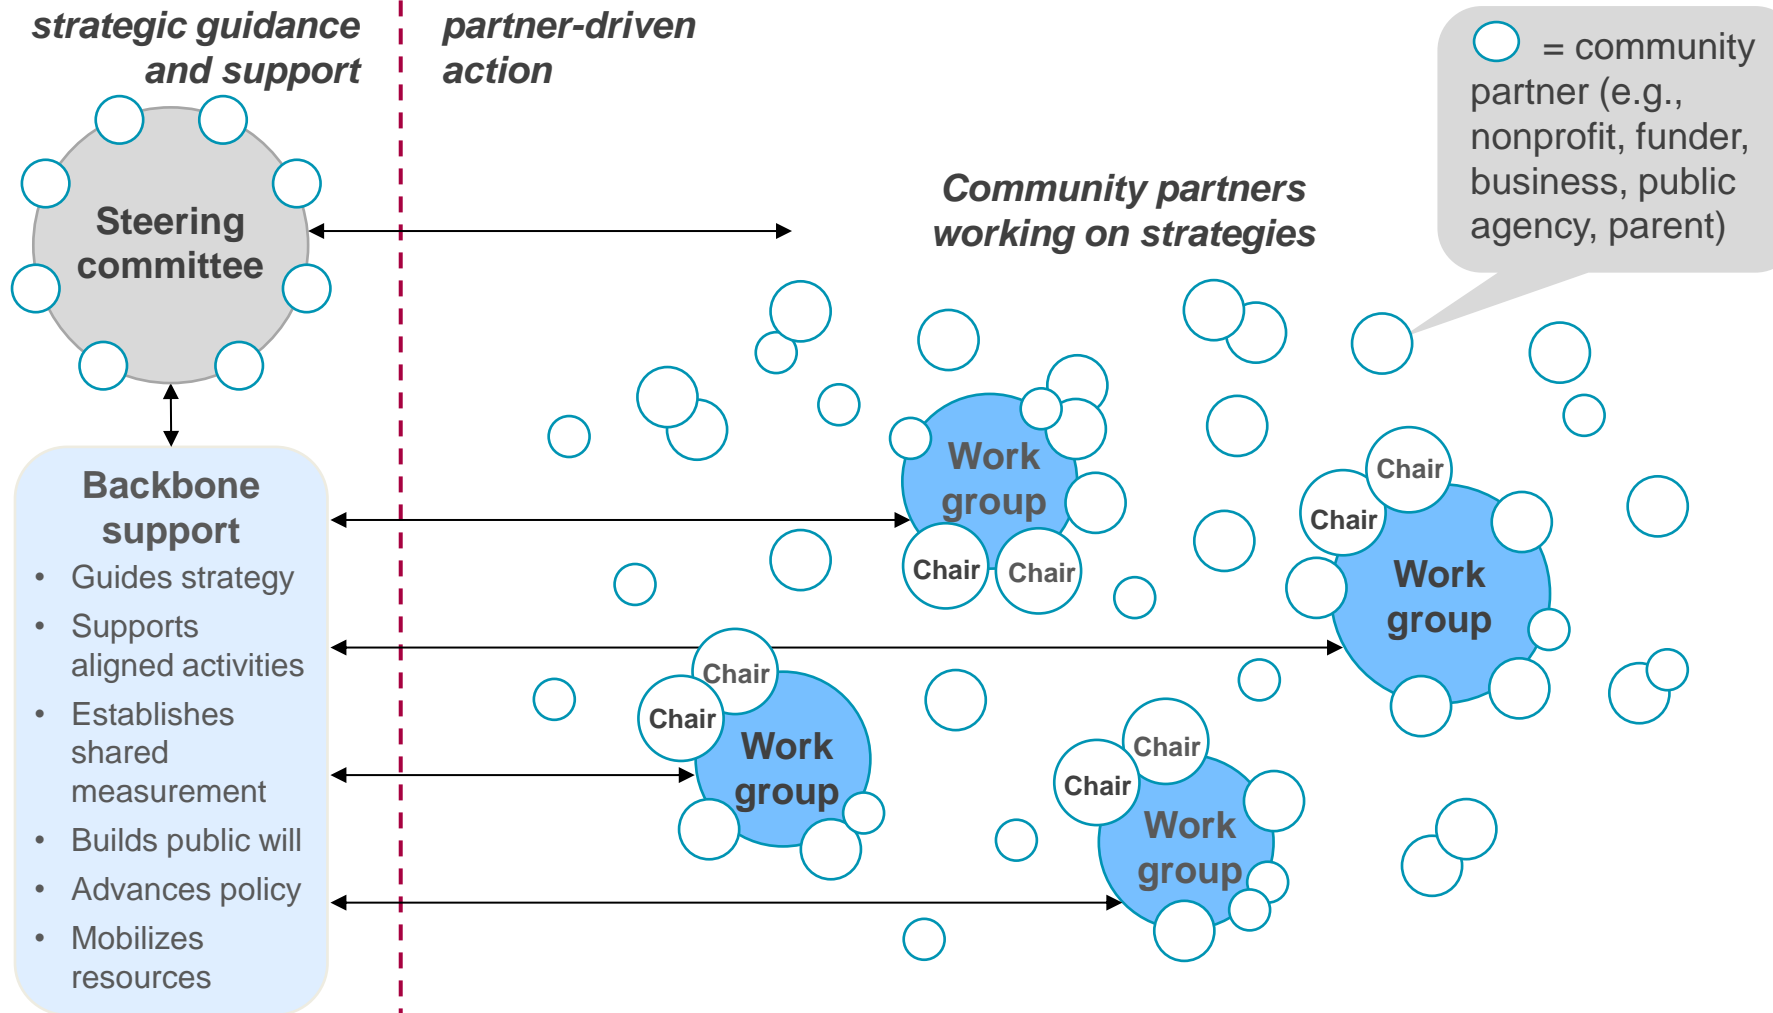 strategic guidance
and support
partner-driven
action
= community
partner (e.g.,
nonprofit, funder,
business, public
agency, parent)
Steering
committee
Community partners
working on strategies
Backbone
support
• Guides strategy
• Supports
aligned activities
• Establishes
shared
measurement
• Builds public will
• Advances policy
• Mobilizes
resources
Work
group
Chair
Chair
Chair
Chair
Work
group
Chair
Chair
Work
group
Chair
Chair
Work
group